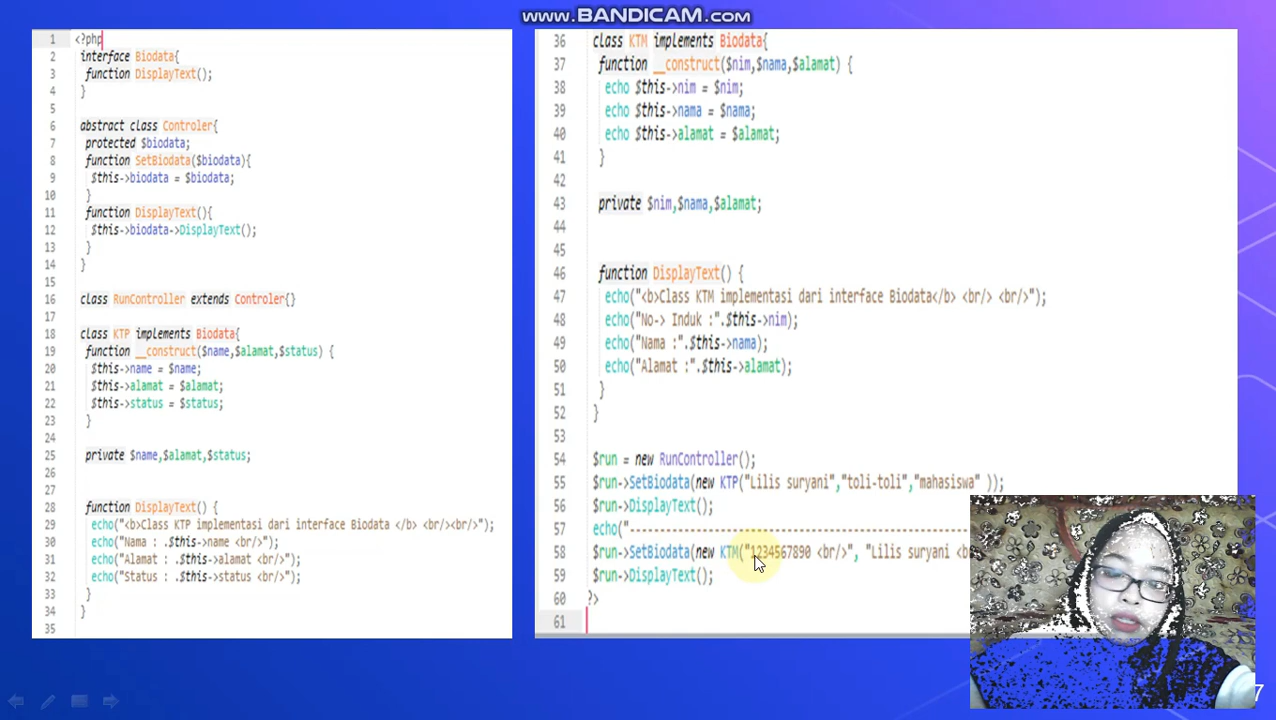 WWW.BANDICAM.COM
1 <?php
2 interface Biodata{
3 function DisplayText();
4 }
5
6 abstract class Controler{
7 protected $biodata;
8 function SetBiodata($biodata){
9 $this->biodata = $biodata;
10 }
11 function DisplayText(){
12 $this->biodata->DisplayText();
13 }
14 }
15
16 class RunController extends Controler{}
17
18 class KTP implements Biodata{
19 function __construct($name,$alamat,$status) {
20 $this->name = $name;
21 $this->alamat = $alamat;
22 $this->status = $status;
23 }
24
25 private $name,$alamat,$status;
26
27
28 function DisplayText() {
29 echo("<b>Class KTP implementasi dari interface Biodata </b> <br/><br/>");
30 echo("Nama : .$this->name <br/>");
31 echo("Alamat : .$this->alamat <br/>");
32 echo("Status : .$this->status <br/>");
33 }
34 }
35
36 class KTM implements Biodata{
37 function __construct($nim,$nama,$alamat) {
38 echo $this->nim = $nim;
39 echo $this->nama = $nama;
40 echo $this->alamat = $alamat;
41 }
42
43 private $nim,$nama,$alamat;
44
45
46 function DisplayText() {
47 echo("<b>Class KTM implementasi dari interface Biodata</b> <br/> <br/>");
48 echo("No-> Induk :".$this->nim);
49 echo("Nama :".$this->nama);
50 echo("Alamat :".$this->alamat);
51 }
52 }
53
54 $run = new RunController();
55 $run->SetBiodata(new KTP("Lilis suryani","toli-toli","mahasiswa" ));
56 $run->DisplayText();
57 echo("--------------------------------------------------
58 $run->SetBiodata(new KTM("1234567890 <br/>", "Lilis suryani
59 $run->DisplayText();
60 ?>
61
7